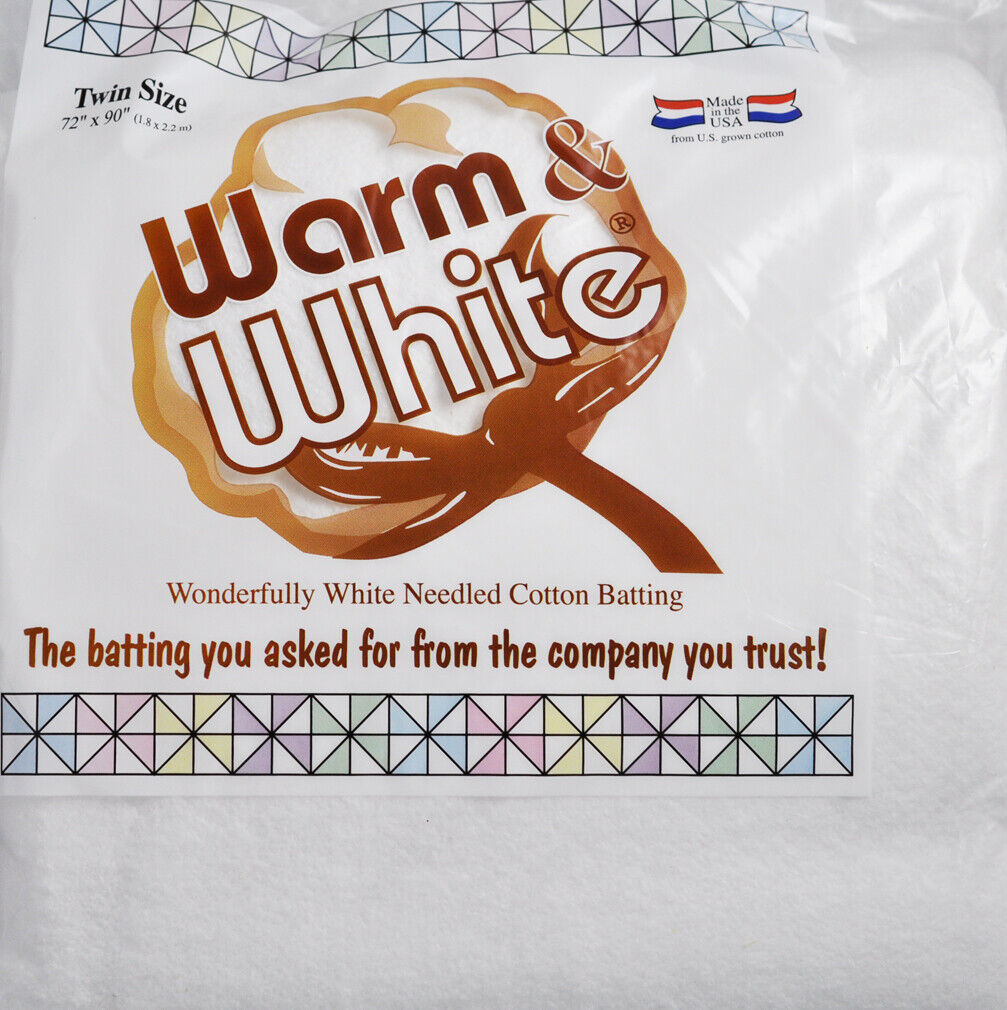 Twin Size
72" x 90" (1.8 x 2.2 m)
Made
in the
USA
from U.S. grown cotton
Warm &
White®
Wonderfully White Needled Cotton Batting
The batting you asked for from the company you trust!